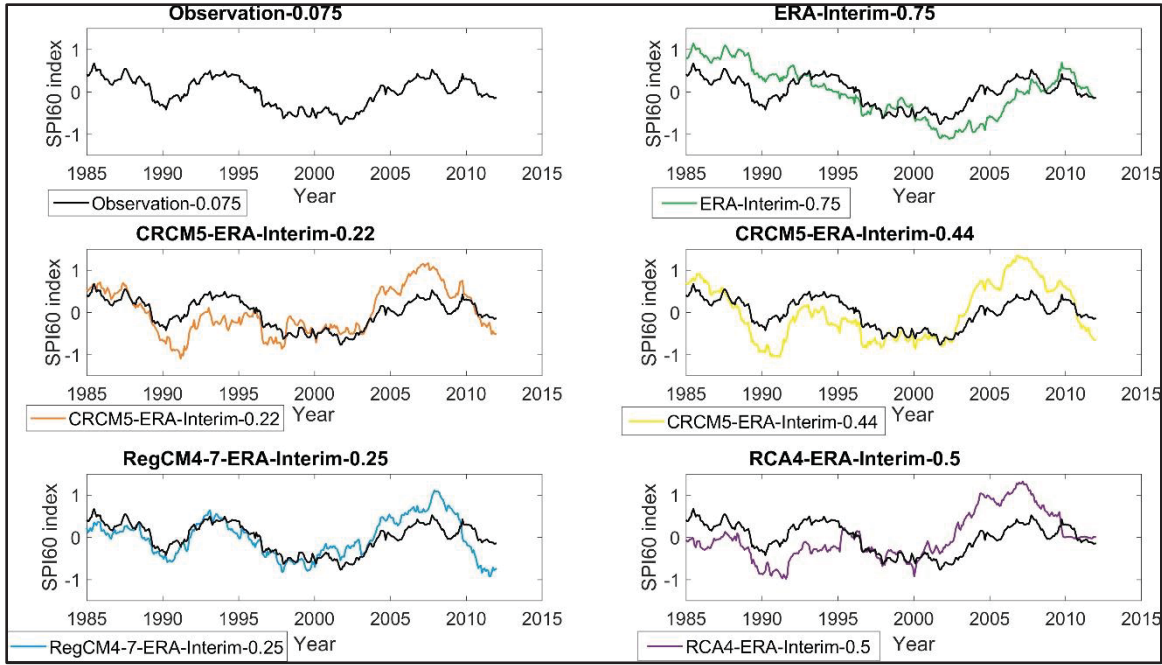 Observation-0.075
SPI60 index
1
0
-1
1985 1990 1995 2000 2005 2010 2015
Year
Observation-0.075
ERA-Interim-0.75
SPI60 index
1
0
-1
1985 1990 1995 2000 2005 2010 2015
Year
ERA-Interim-0.75
CRCM5-ERA-Interim-0.22
SPI60 index
1
0
-1
1985 1990 1995 2000 2005 2010 2015
Year
CRCM5-ERA-Interim-0.22
CRCM5-ERA-Interim-0.44
SPI60 index
1
0
-1
1985 1990 1995 2000 2005 2010 2015
Year
CRCM5-ERA-Interim-0.44
RegCM4-7-ERA-Interim-0.25
SPI60 index
1
0
-1
1985 1990 1995 2000 2005 2010 2015
Year
RegCM4-7-ERA-Interim-0.25
RCA4-ERA-Interim-0.5
SPI60 index
1
0
-1
1985 1990 1995 2000 2005 2010 2015
Year
RCA4-ERA-Interim-0.5